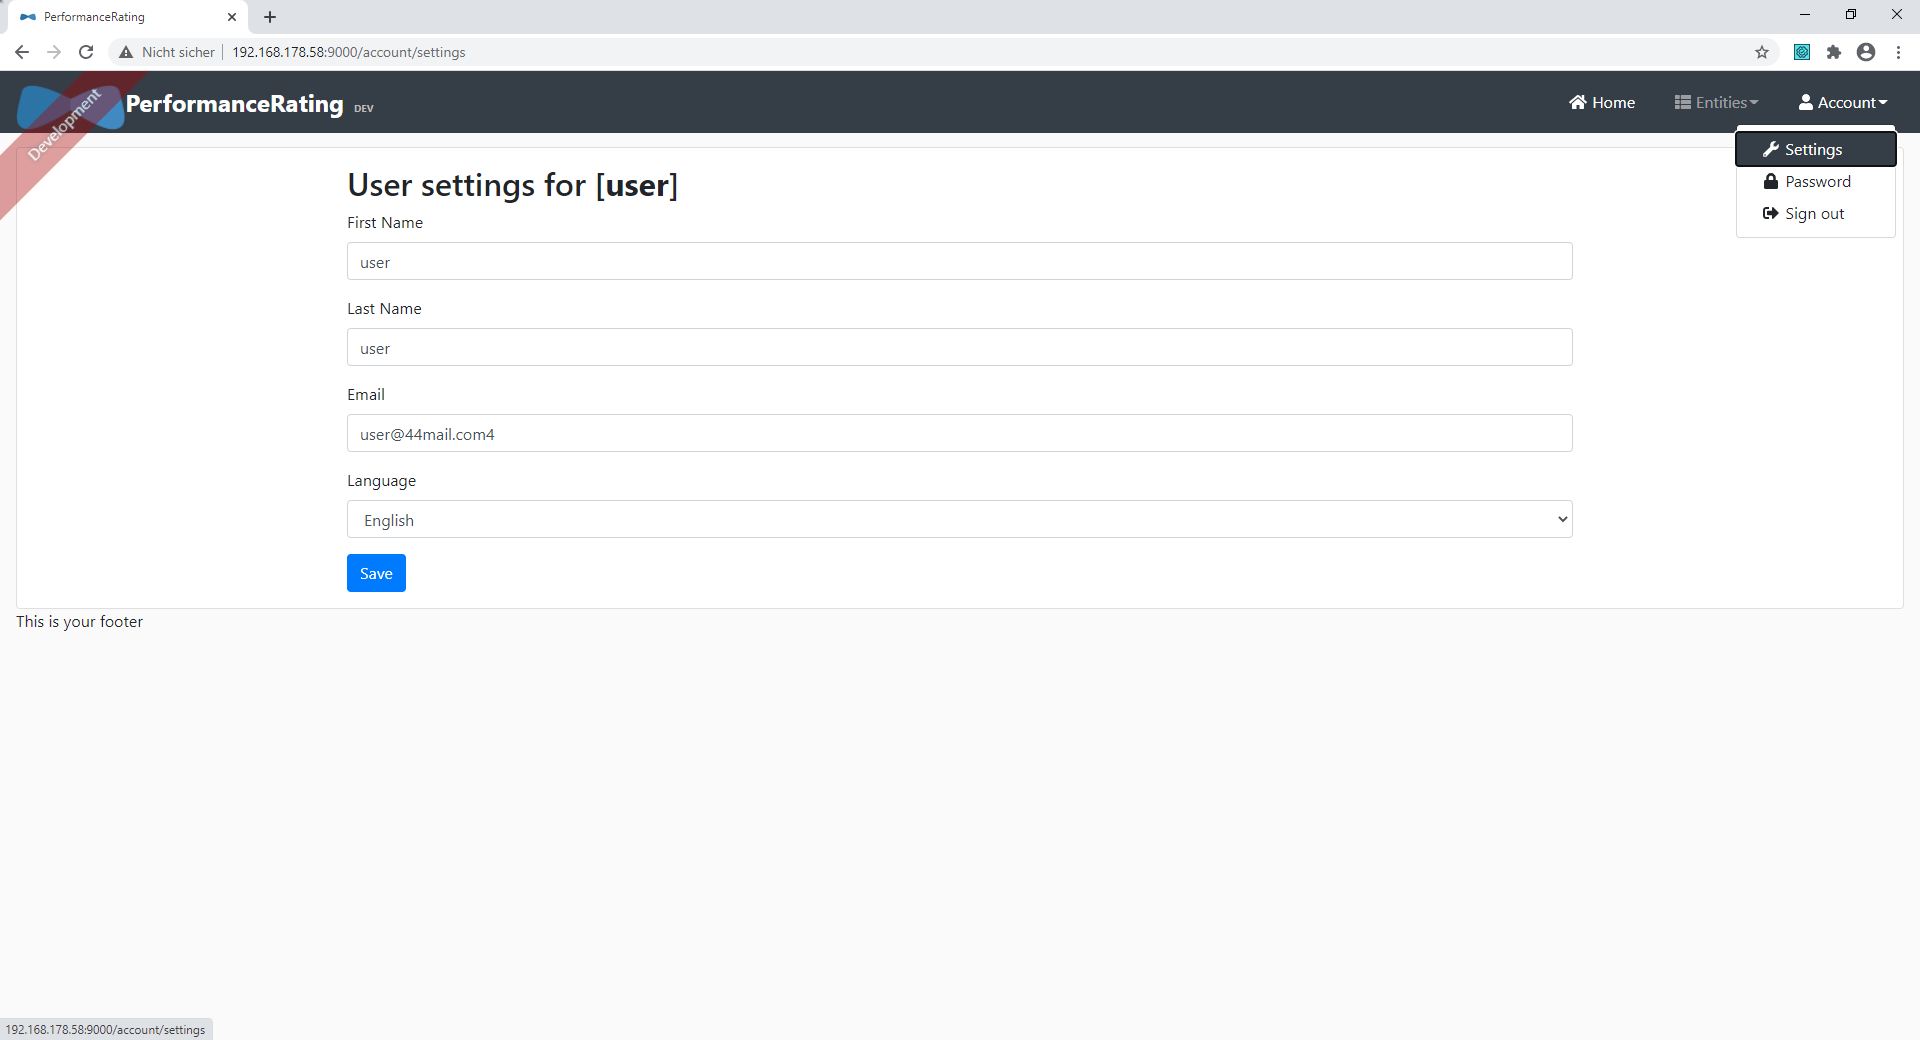 PerformanceRating
Nicht sicher 192.168.178.58:9000/account/settings
Development
PerformanceRating DEV
Home Entities Account
Settings
Password
Sign out
User settings for [user]
First Name
user
Last Name
user
Email
user@44mail.com4
Language
English
Save
This is your footer
192.168.178.58:9000/account/settings